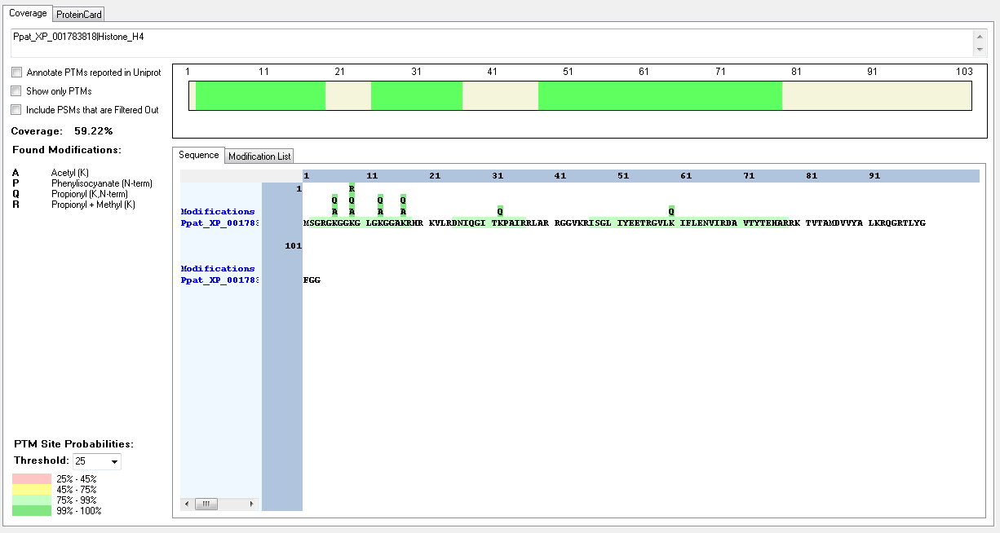 Coverage ProteinCard
Ppat_XP_001783818|Histone_H4
Annotate PTMs reported in Uniprot
Show only PTMs
Include PSMs that are Filtered Out
Coverage: 59.22%
Found Modifications:
A Acetyl (K)
P Phenylisocyanate (N-term)
Q Propionyl (K,N-term)
R Propionyl + Methyl (K)
PTM Site Probabilities:
Threshold: 25
25% - 45%
45% - 75%
75% - 99%
99% - 100%
1 11 21 31 41 51 61 71 81 91 103
Sequence Modification List
1 11 21 31 41 51 61 71 81 91
1 R
Q Q Q Q
Modifications A A A A Q Q
Ppat_XP_00178 MSGRGKGGKG LGKGGAKRHR KVLRDNIQGI TKPAIRRLAR RGGVKRISGL IYEETRGVLK IFLENVIRDA VTYTEHARRK TVTAMDVVYA LKRQGRTLYG
101
Modifications
Ppat_XP_00178 FGG